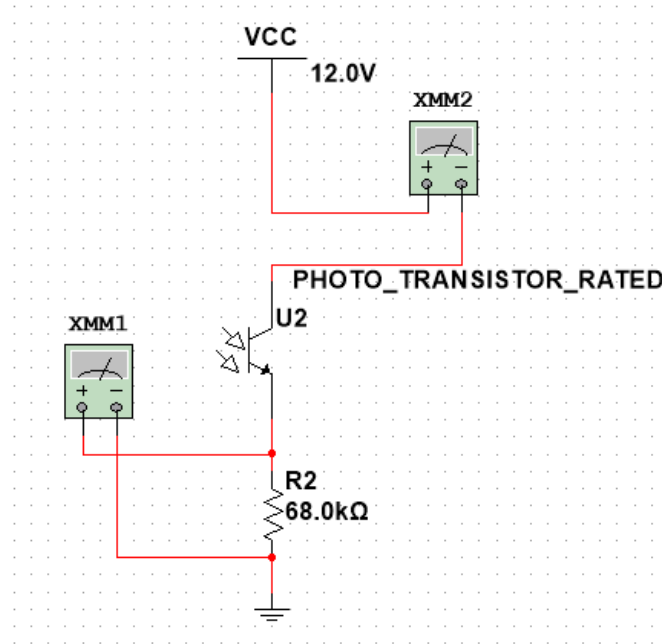 VCC
12.0V
XMM2
+ −
PHOTO_TRANSISTOR_RATED
U2
XMM1
+ −
R2
68.0kΩ